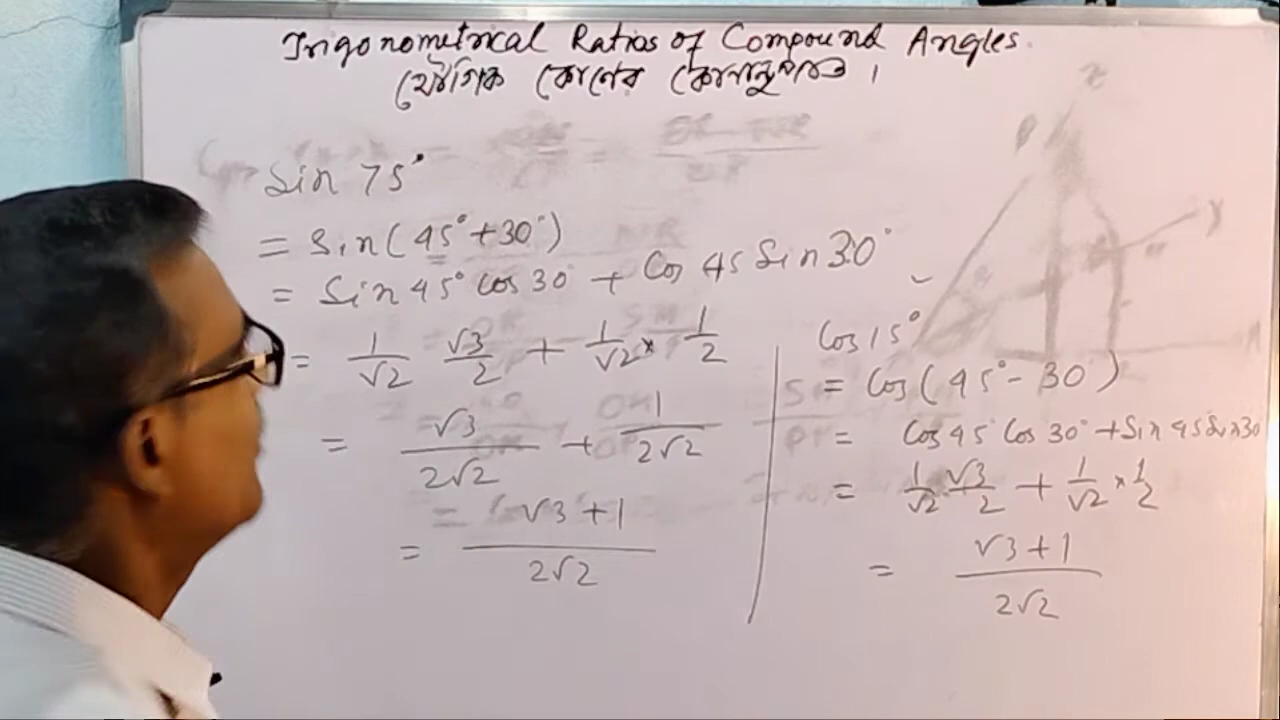 Trigonometrical Ratios of Compound Angles.
যৌগিক কোণের কোণানুপাত ।
Sin 75°
= Sin(45°+30°)
= Sin 45° cos 30 + Cos 45 Sin 30°
= 1/√2 √3/2 + 1/√2 × 1/2
= √3/2√2 + 1/2√2
= √3+1/2√2
Cos 15°
= Cos(45°-30°)
= Cos 45° Cos 30° + Sin 45 Sin 30
= 1/√2 √3/2 + 1/√2 × 1/2
= √3+1/2√2